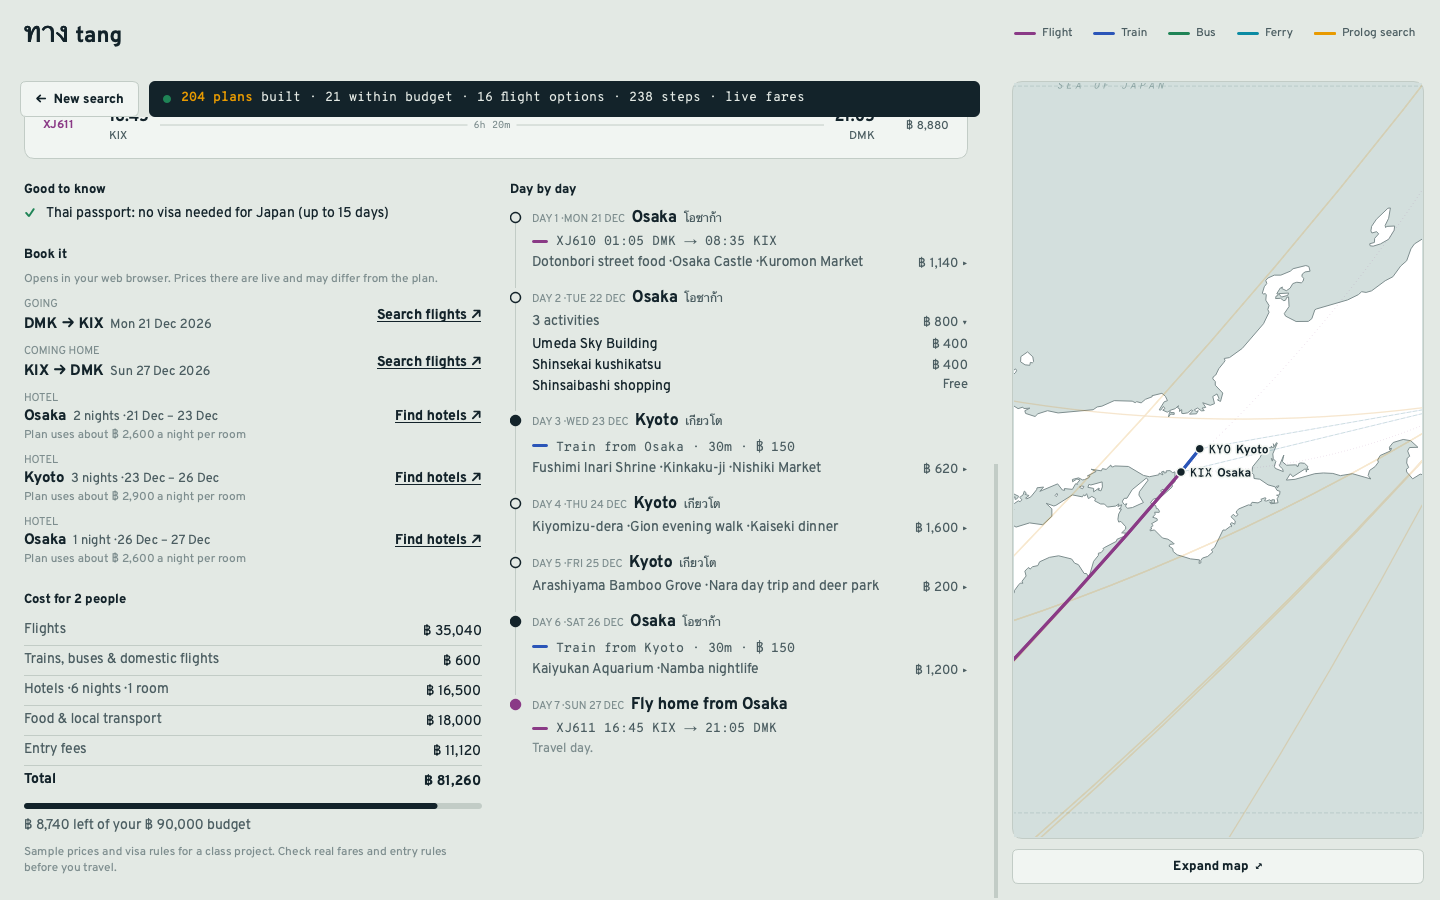 ทาง tang
Flight Train Bus Ferry Prolog search
← New search
204 plans built · 21 within budget · 16 flight options · 238 steps · live fares
XJ611 16:45 KIX 6h 20m 21:05 DMK ฿ 8,880
Good to know
Thai passport: no visa needed for Japan (up to 15 days)
Book it
Opens in your web browser. Prices there are live and may differ from the plan.
GOING
DMK → KIX Mon 21 Dec 2026 Search flights ↗
COMING HOME
KIX → DMK Sun 27 Dec 2026 Search flights ↗
HOTEL
Osaka 2 nights ·21 Dec – 23 Dec Find hotels ↗
Plan uses about ฿ 2,600 a night per room
HOTEL
Kyoto 3 nights ·23 Dec – 26 Dec Find hotels ↗
Plan uses about ฿ 2,900 a night per room
HOTEL
Osaka 1 night ·26 Dec – 27 Dec Find hotels ↗
Plan uses about ฿ 2,600 a night per room
Cost for 2 people
Flights ฿ 35,040
Trains, buses & domestic flights ฿ 600
Hotels ·6 nights ·1 room ฿ 16,500
Food & local transport ฿ 18,000
Entry fees ฿ 11,120
Total ฿ 81,260
฿ 8,740 left of your ฿ 90,000 budget
Sample prices and visa rules for a class project. Check real fares and entry rules
before you travel.
Day by day
DAY 1 ·MON 21 DEC Osaka โอซาก้า
XJ610 01:05 DMK → 08:35 KIX
Dotonbori street food ·Osaka Castle ·Kuromon Market ฿ 1,140 ▸
DAY 2 ·TUE 22 DEC Osaka โอซาก้า
3 activities ฿ 800 ▾
Umeda Sky Building ฿ 400
Shinsekai kushikatsu ฿ 400
Shinsaibashi shopping Free
DAY 3 ·WED 23 DEC Kyoto เกียวโต
Train from Osaka · 30m · ฿ 150
Fushimi Inari Shrine ·Kinkaku-ji ·Nishiki Market ฿ 620 ▸
DAY 4 ·THU 24 DEC Kyoto เกียวโต
Kiyomizu-dera ·Gion evening walk ·Kaiseki dinner ฿ 1,600 ▸
DAY 5 ·FRI 25 DEC Kyoto เกียวโต
Arashiyama Bamboo Grove ·Nara day trip and deer park ฿ 200 ▸
DAY 6 ·SAT 26 DEC Osaka โอซาก้า
Train from Kyoto · 30m · ฿ 150
Kaiyukan Aquarium ·Namba nightlife ฿ 1,200 ▸
DAY 7 ·SUN 27 DEC Fly home from Osaka
XJ611 16:45 KIX → 21:05 DMK
Travel day.
SEA OF JAPAN
KYO Kyoto
KIX Osaka
Expand map ⤢